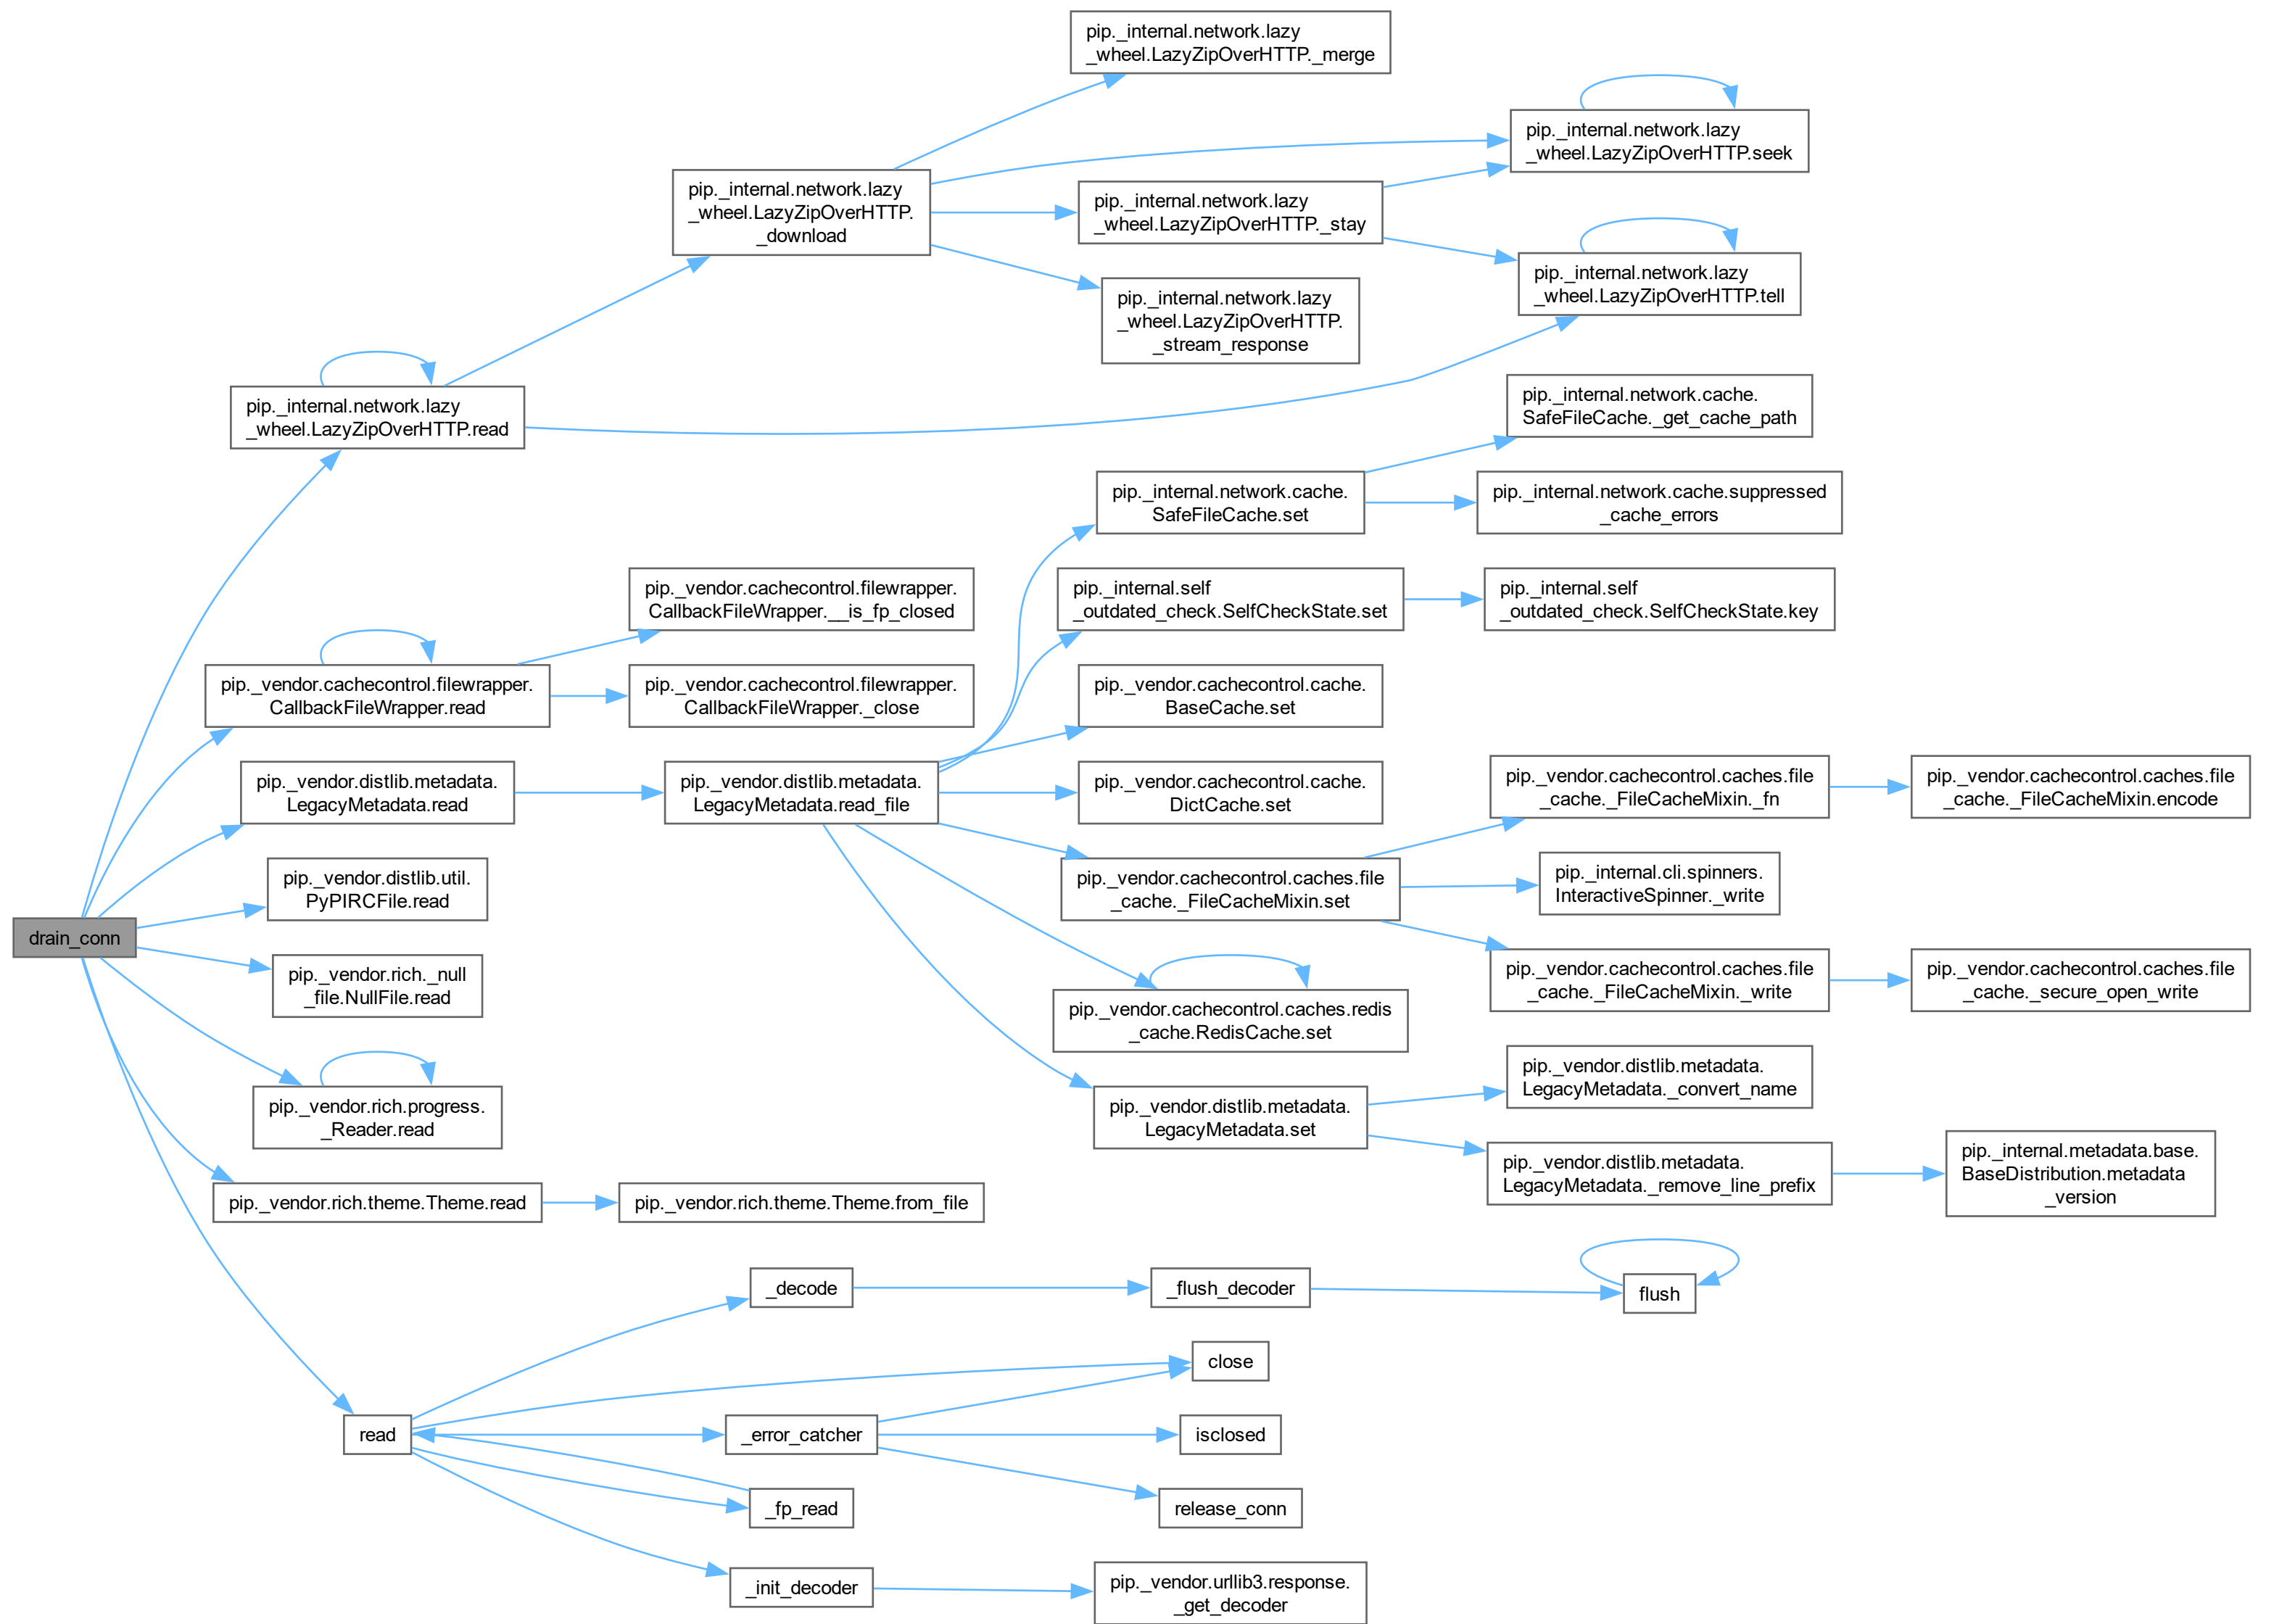 pip._internal.network.lazy
_wheel.LazyZipOverHTTP._merge
pip._internal.network.lazy
_wheel.LazyZipOverHTTP.seek
pip._internal.network.lazy
_wheel.LazyZipOverHTTP.
_download
pip._internal.network.lazy
_wheel.LazyZipOverHTTP._stay
pip._internal.network.lazy
_wheel.LazyZipOverHTTP.tell
pip._internal.network.lazy
_wheel.LazyZipOverHTTP.
_stream_response
pip._internal.network.lazy
_wheel.LazyZipOverHTTP.read
pip._internal.network.cache.
SafeFileCache._get_cache_path
pip._internal.network.cache.
SafeFileCache.set
pip._internal.network.cache.suppressed
_cache_errors
pip._vendor.cachecontrol.filewrapper.
CallbackFileWrapper.__is_fp_closed
pip._internal.self
_outdated_check.SelfCheckState.set
pip._internal.self
_outdated_check.SelfCheckState.key
pip._vendor.cachecontrol.filewrapper.
CallbackFileWrapper.read
pip._vendor.cachecontrol.filewrapper.
CallbackFileWrapper._close
pip._vendor.cachecontrol.cache.
BaseCache.set
pip._vendor.distlib.metadata.
LegacyMetadata.read
pip._vendor.distlib.metadata.
LegacyMetadata.read_file
pip._vendor.cachecontrol.cache.
DictCache.set
pip._vendor.cachecontrol.caches.file
_cache._FileCacheMixin._fn
pip._vendor.cachecontrol.caches.file
_cache._FileCacheMixin.encode
pip._vendor.distlib.util.
PyPIRCFile.read
pip._vendor.cachecontrol.caches.file
_cache._FileCacheMixin.set
pip._internal.cli.spinners.
InteractiveSpinner._write
drain_conn
pip._vendor.rich._null
_file.NullFile.read
pip._vendor.cachecontrol.caches.redis
_cache.RedisCache.set
pip._vendor.cachecontrol.caches.file
_cache._FileCacheMixin._write
pip._vendor.cachecontrol.caches.file
_cache._secure_open_write
pip._vendor.rich.progress.
_Reader.read
pip._vendor.distlib.metadata.
LegacyMetadata.set
pip._vendor.distlib.metadata.
LegacyMetadata._convert_name
pip._vendor.distlib.metadata.
LegacyMetadata._remove_line_prefix
pip._internal.metadata.base.
BaseDistribution.metadata
_version
pip._vendor.rich.theme.Theme.read
pip._vendor.rich.theme.Theme.from_file
_decode
_flush_decoder
flush
close
read
_error_catcher
isclosed
_fp_read
release_conn
_init_decoder
pip._vendor.urllib3.response.
_get_decoder